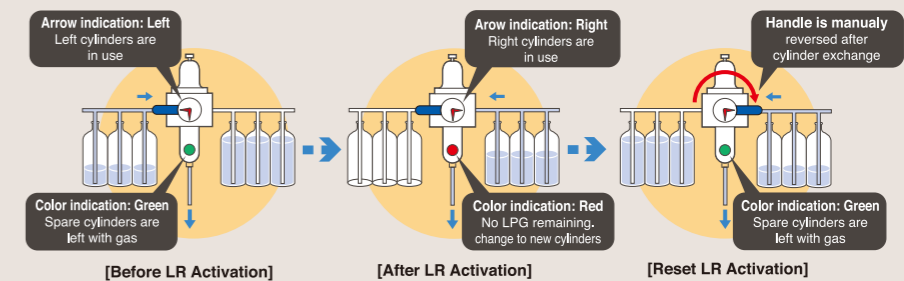 Arrow indication: Left
Left cylinders are
in use
Color indication: Green
Spare cylinders are
left with gas
[Before LR Activation]
Arow indication: Right
Right cylinders are
in use
Color indication: Red
No LPG remaining.
change to new cylinders
[After LR Activation]
Handle is manualy
reversed after
cylinder exchange
Color indication: Green
Spare cylinders are
left with gas
[Reset LR Activation]